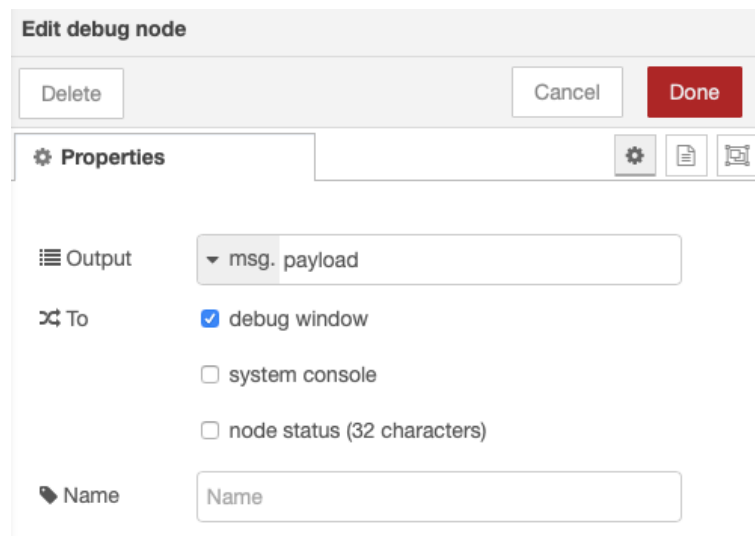 Edit debug node
Delete Cancel Done
Properties
Output msg. payload
To debug window
system console
node status (32 characters)
Name Name